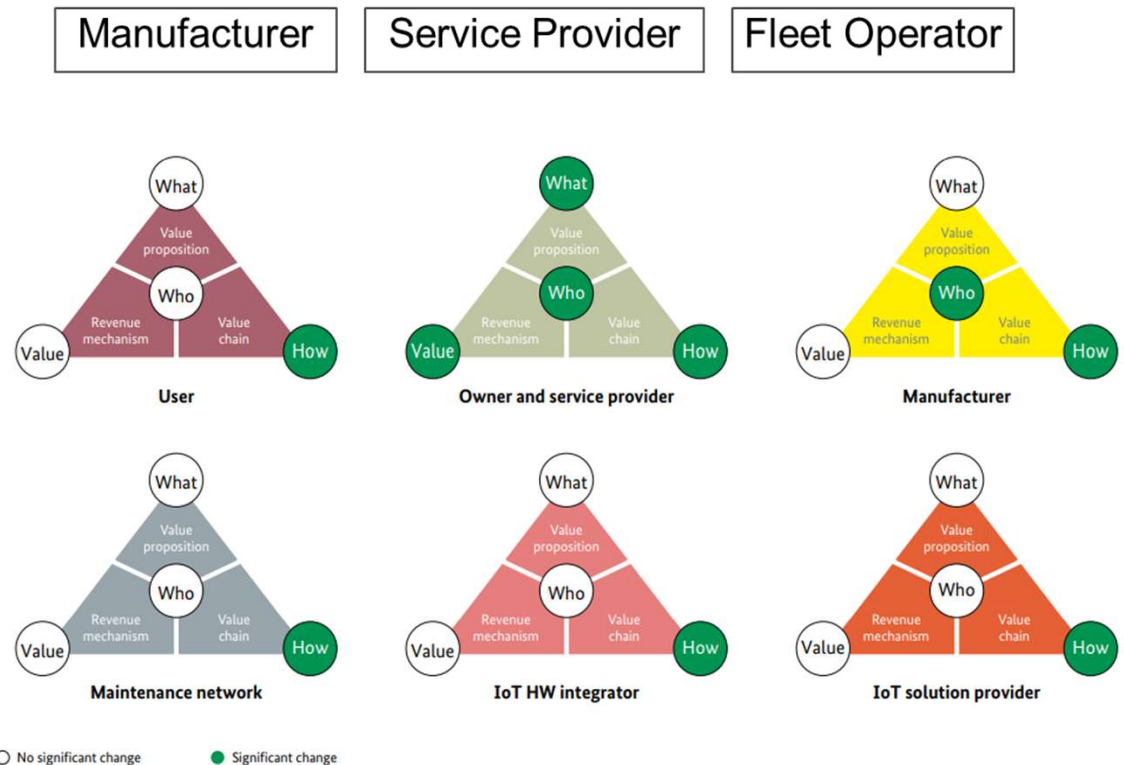 Manufacturer
Service Provider
Fleet Operator
What
Value
proposition
Who
Revenue
mechanism
Value
chain
Value
How
User
What
Value
proposition
Who
Revenue
mechanism
Value
chain
Value
How
Owner and service provider
What
Value
proposition
Who
Revenue
mechanism
Value
chain
Value
How
Manufacturer
What
Value
proposition
Who
Revenue
mechanism
Value
chain
Value
How
Maintenance network
What
Value
proposition
Who
Revenue
mechanism
Value
chain
Value
How
IoT HW integrator
What
Value
proposition
Who
Revenue
mechanism
Value
chain
Value
How
IoT solution provider
No significant change
Significant change